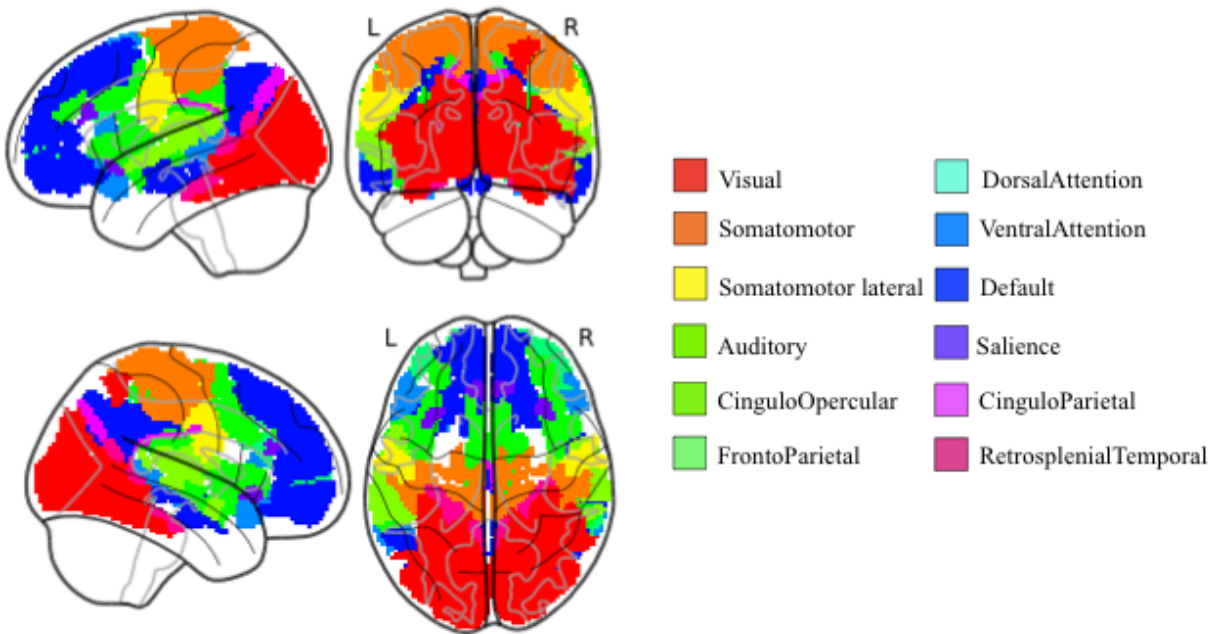 L R
L R
Visual DorsalAttention
Somatomotor VentralAttention
Somatomotor lateral Default
Auditory Salience
CinguloOpercular CinguloParietal
FrontoParietal RetrosplenialTemporal